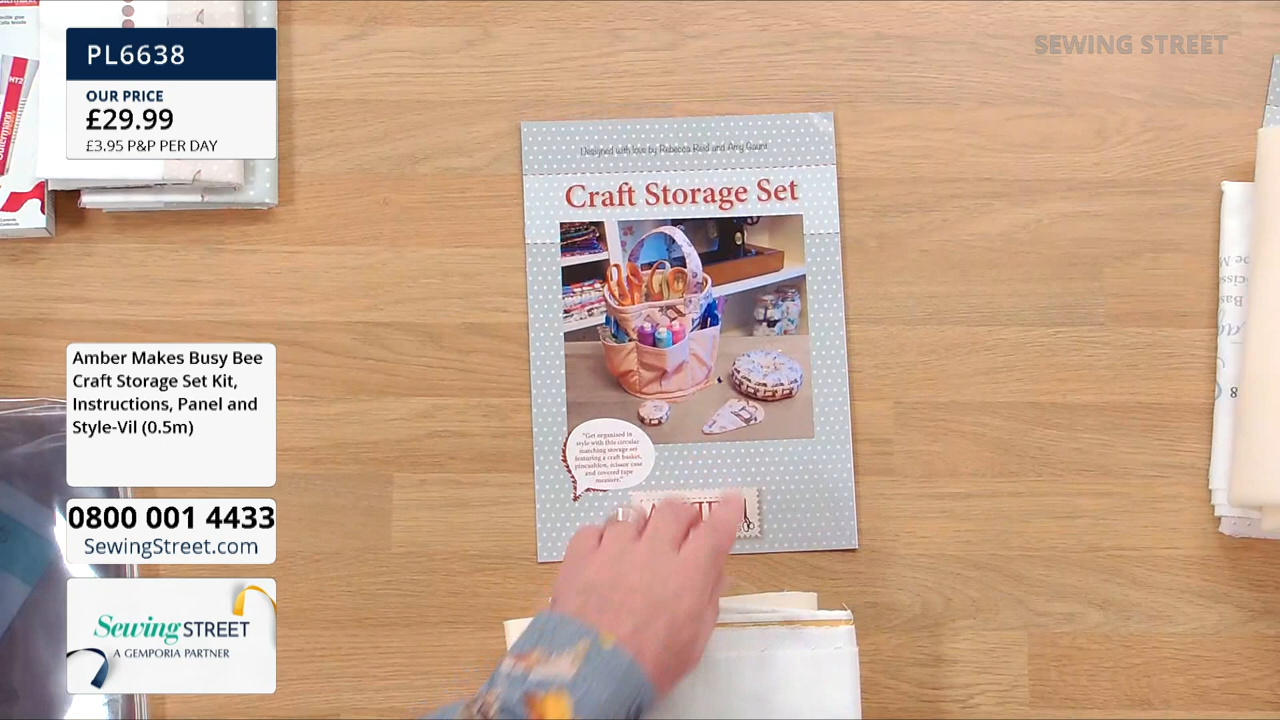 PL6638
OUR PRICE
£29.99
£3.95 P&P PER DAY
SEWING STREET
NT2
Designed with love by Rebecca Reid and Amy Gaunt
Craft Storage Set
"Get organised in
style with this circular
matching storage set
featuring a craft basket,
pincushion, scissor case
and covered tape
measure."
Amber Makes Busy Bee
Craft Storage Set Kit,
Instructions, Panel and
Style-Vil (0.5m)
0800 001 4433
SewingStreet.com
Sewing STREET
A GEMPORIA PARTNER
8